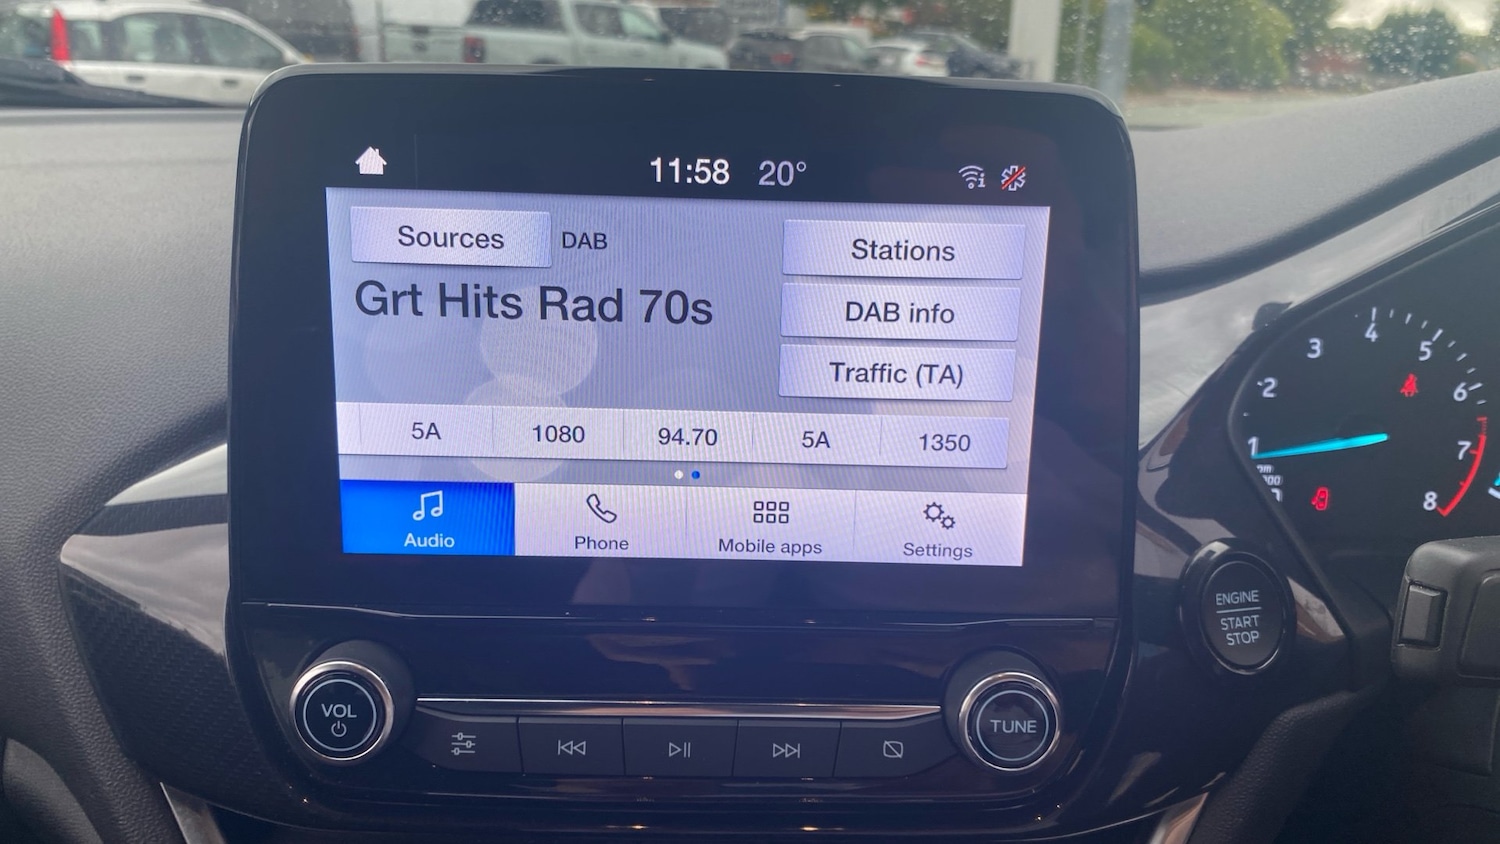 11:58 20°
Sources DAB
Grt Hits Rad 70s
Stations
DAB info
Traffic (TA)
5A 1080 94.70 5A 1350
Audio Phone Mobile apps Settings
VOL
TUNE
ENGINE
START
STOP
1 2 3 4 5 6 7 8